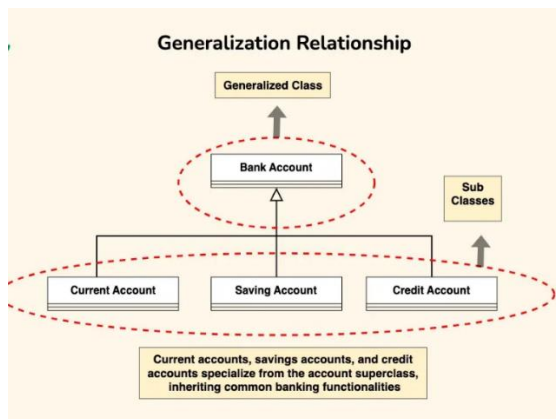 Generalization Relationship
Generalized Class
Bank Account
Sub
Classes
Current Account
Saving Account
Credit Account
Current accounts, savings accounts, and credit
accounts specialize from the account superclass,
inheriting common banking functionalities